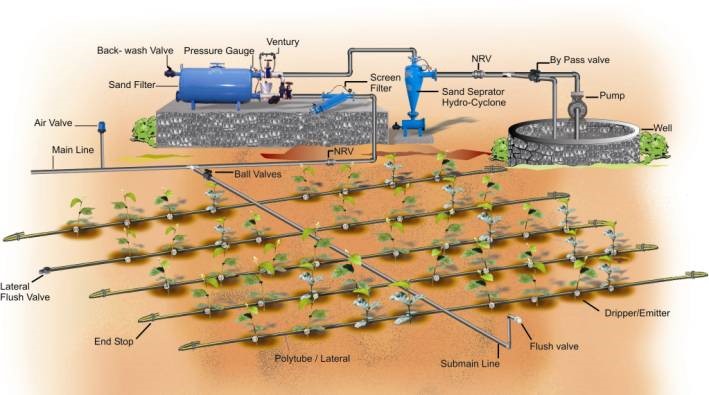 Ventury
Back- wash Valve
Pressure Gauge
NRV
By Pass valve
Screen
Filter
Sand Filter
Sand Seprator
Hydro-Cyclone
Pump
Air Valve
Well
Main Line
NRV
Ball Valves
Lateral
Flush Valve
Dripper/Emitter
End Stop
Flush valve
Polytube / Lateral
Submain Line